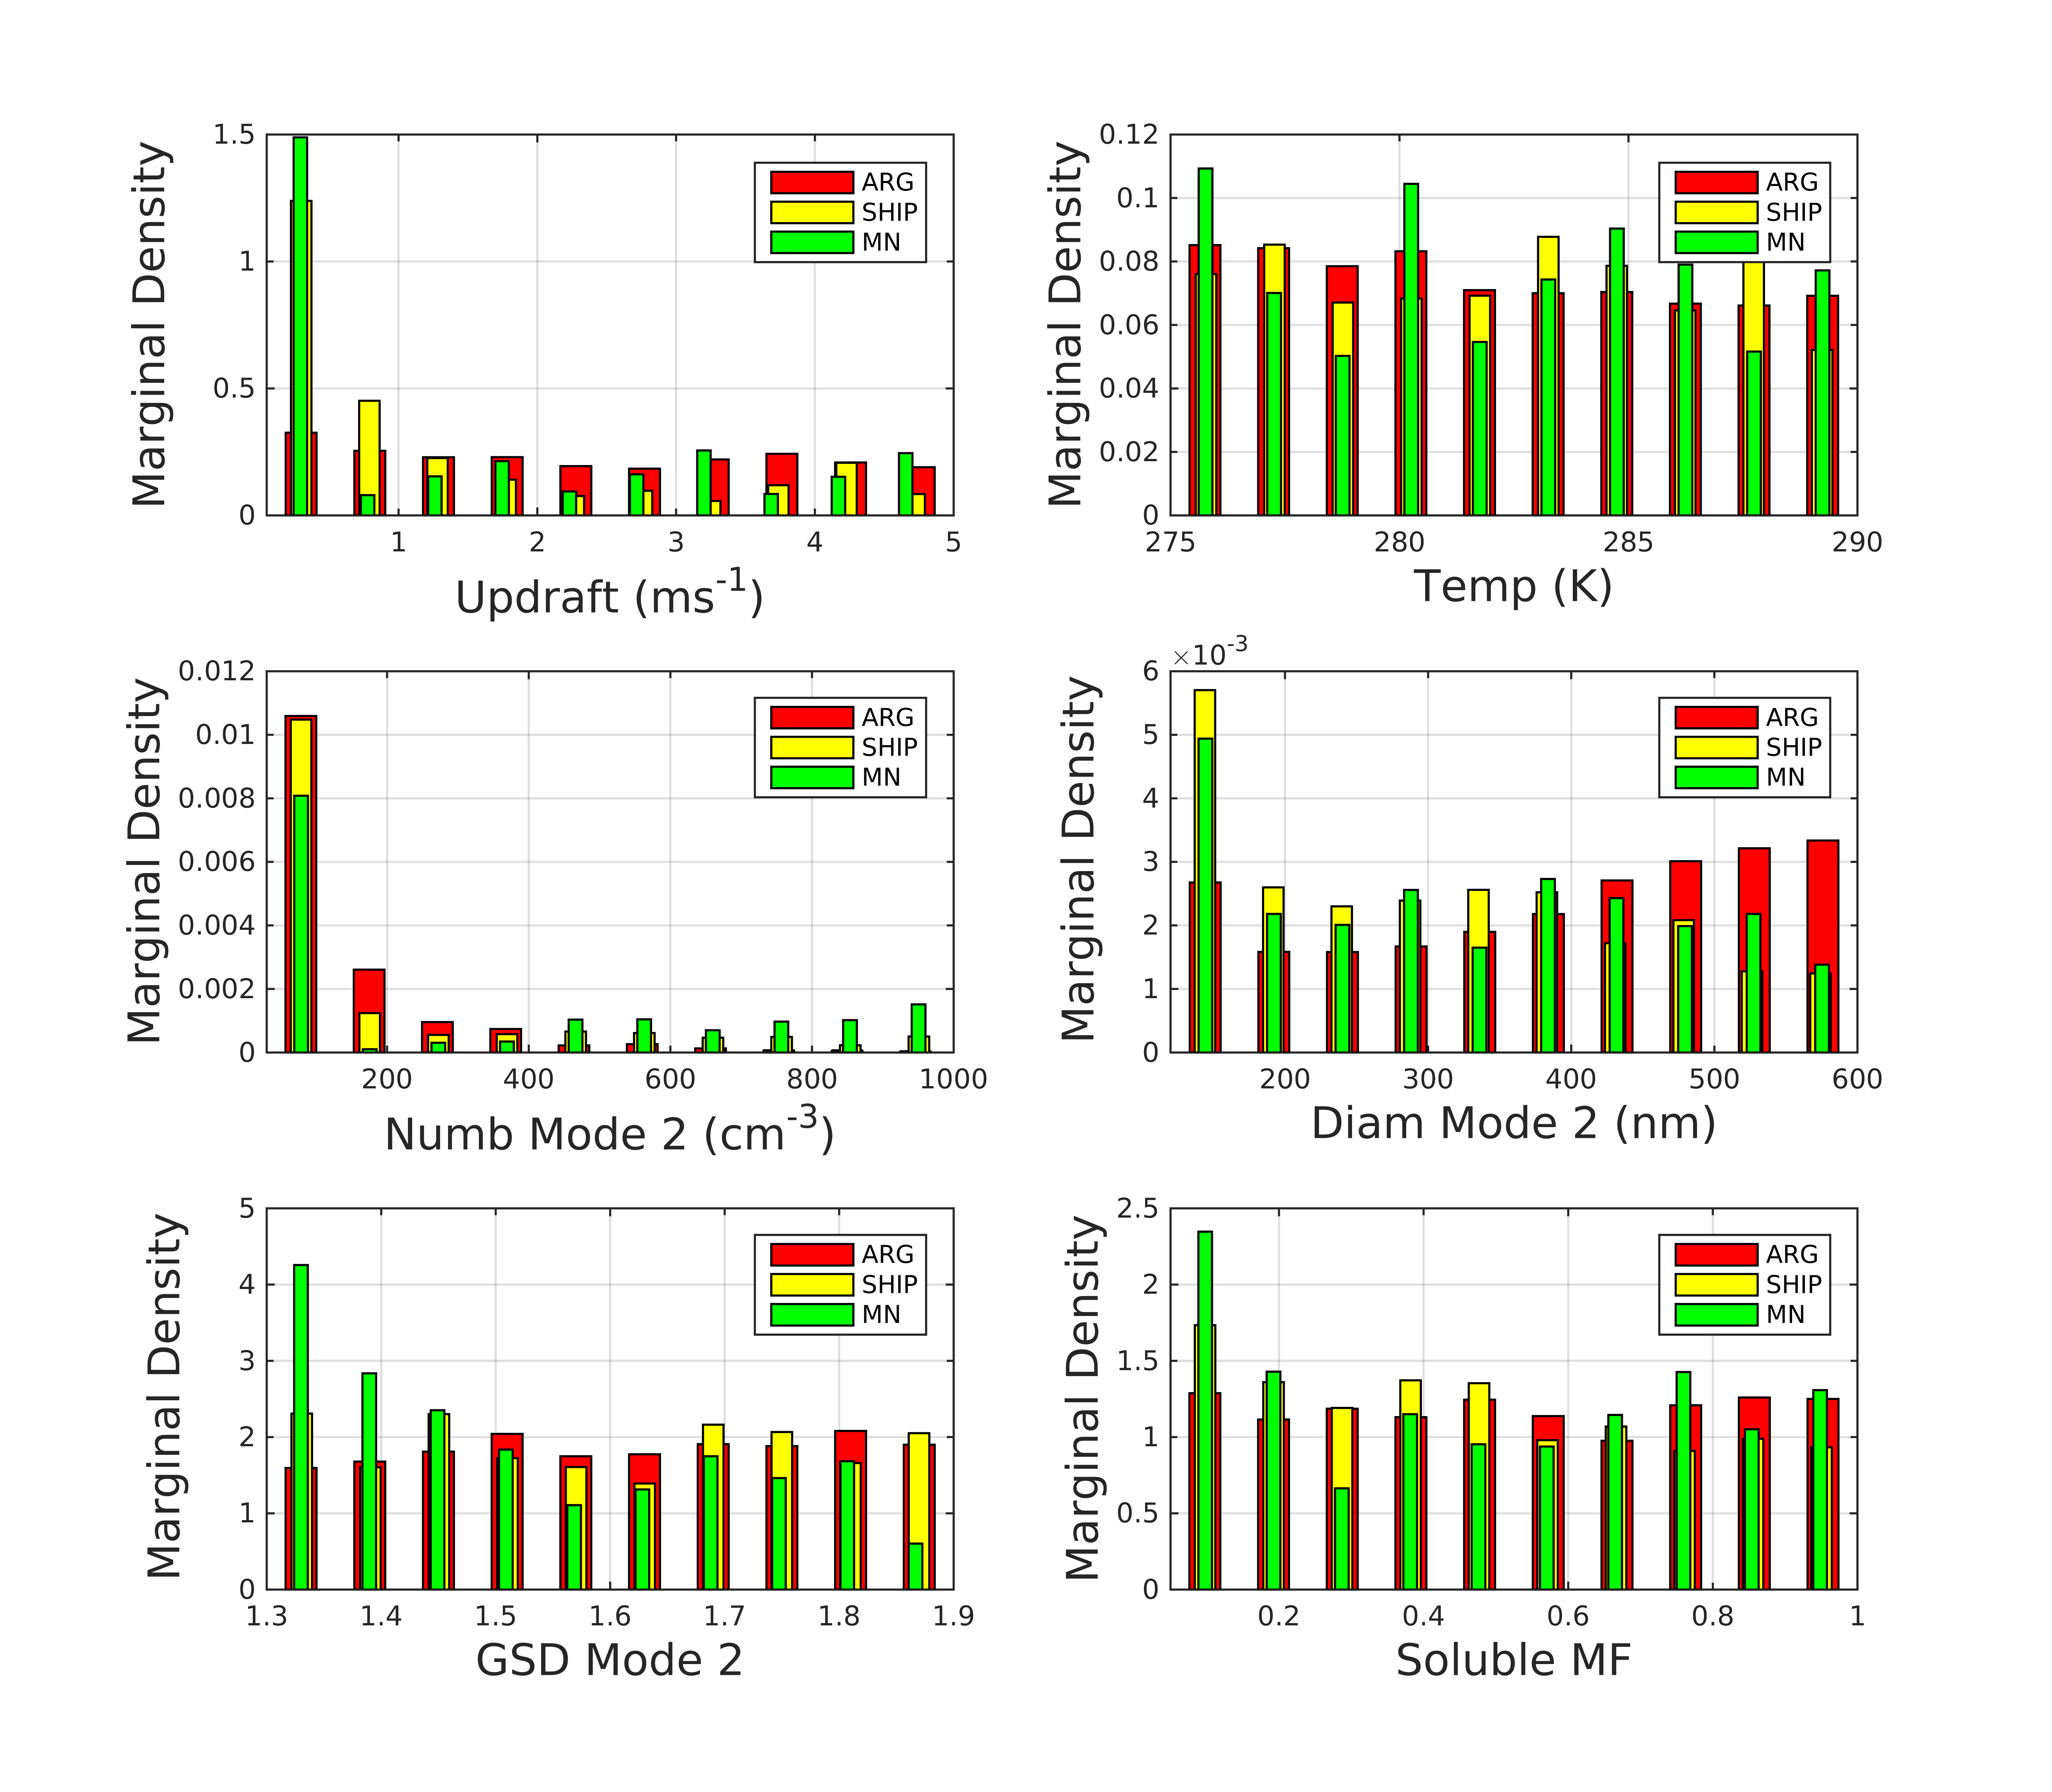 Marginal Density
1.5
1
0.5
0
ARG
SHIP
MN
1 2 3 4 5
Updraft (ms-1)
Marginal Density
0.12
0.1
0.08
0.06
0.04
0.02
0
ARG
SHIP
MN
275 280 285 290
Temp (K)
Marginal Density
0.012
0.01
0.008
0.006
0.004
0.002
0
ARG
SHIP
MN
200 400 600 800 1000
Numb Mode 2 (cm-3)
×10-3
Marginal Density
6
5
4
3
2
1
0
ARG
SHIP
MN
200 300 400 500 600
Diam Mode 2 (nm)
Marginal Density
5
4
3
2
1
0
ARG
SHIP
MN
1.3 1.4 1.5 1.6 1.7 1.8 1.9
GSD Mode 2
Marginal Density
2.5
2
1.5
1
0.5
0
ARG
SHIP
MN
0.2 0.4 0.6 0.8 1
Soluble MF